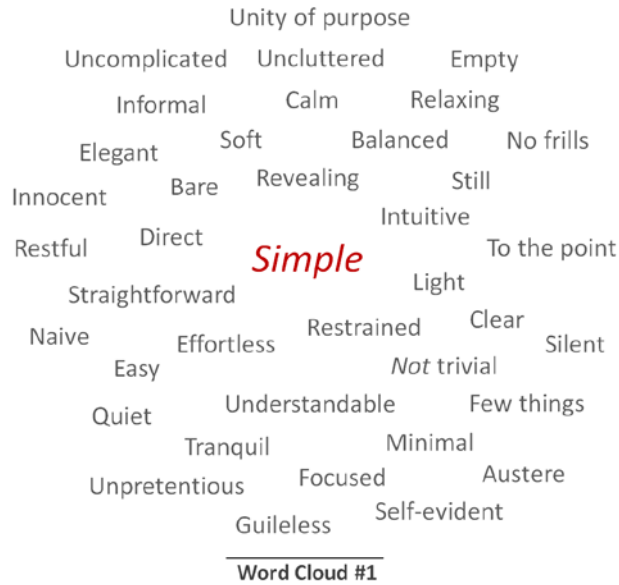 Unity of purpose
Uncomplicated Uncluttered Empty
Informal Calm Relaxing
Elegant Soft Balanced No frills
Innocent Bare Revealing Still
Intuitive
Restful Direct Simple To the point
Straightforward Light
Naive Effortless Restrained Clear Silent
Easy Not trivial
Quiet Understandable Few things
Tranquil Minimal
Unpretentious Focused Austere
Guileless Self-evident
Word Cloud #1